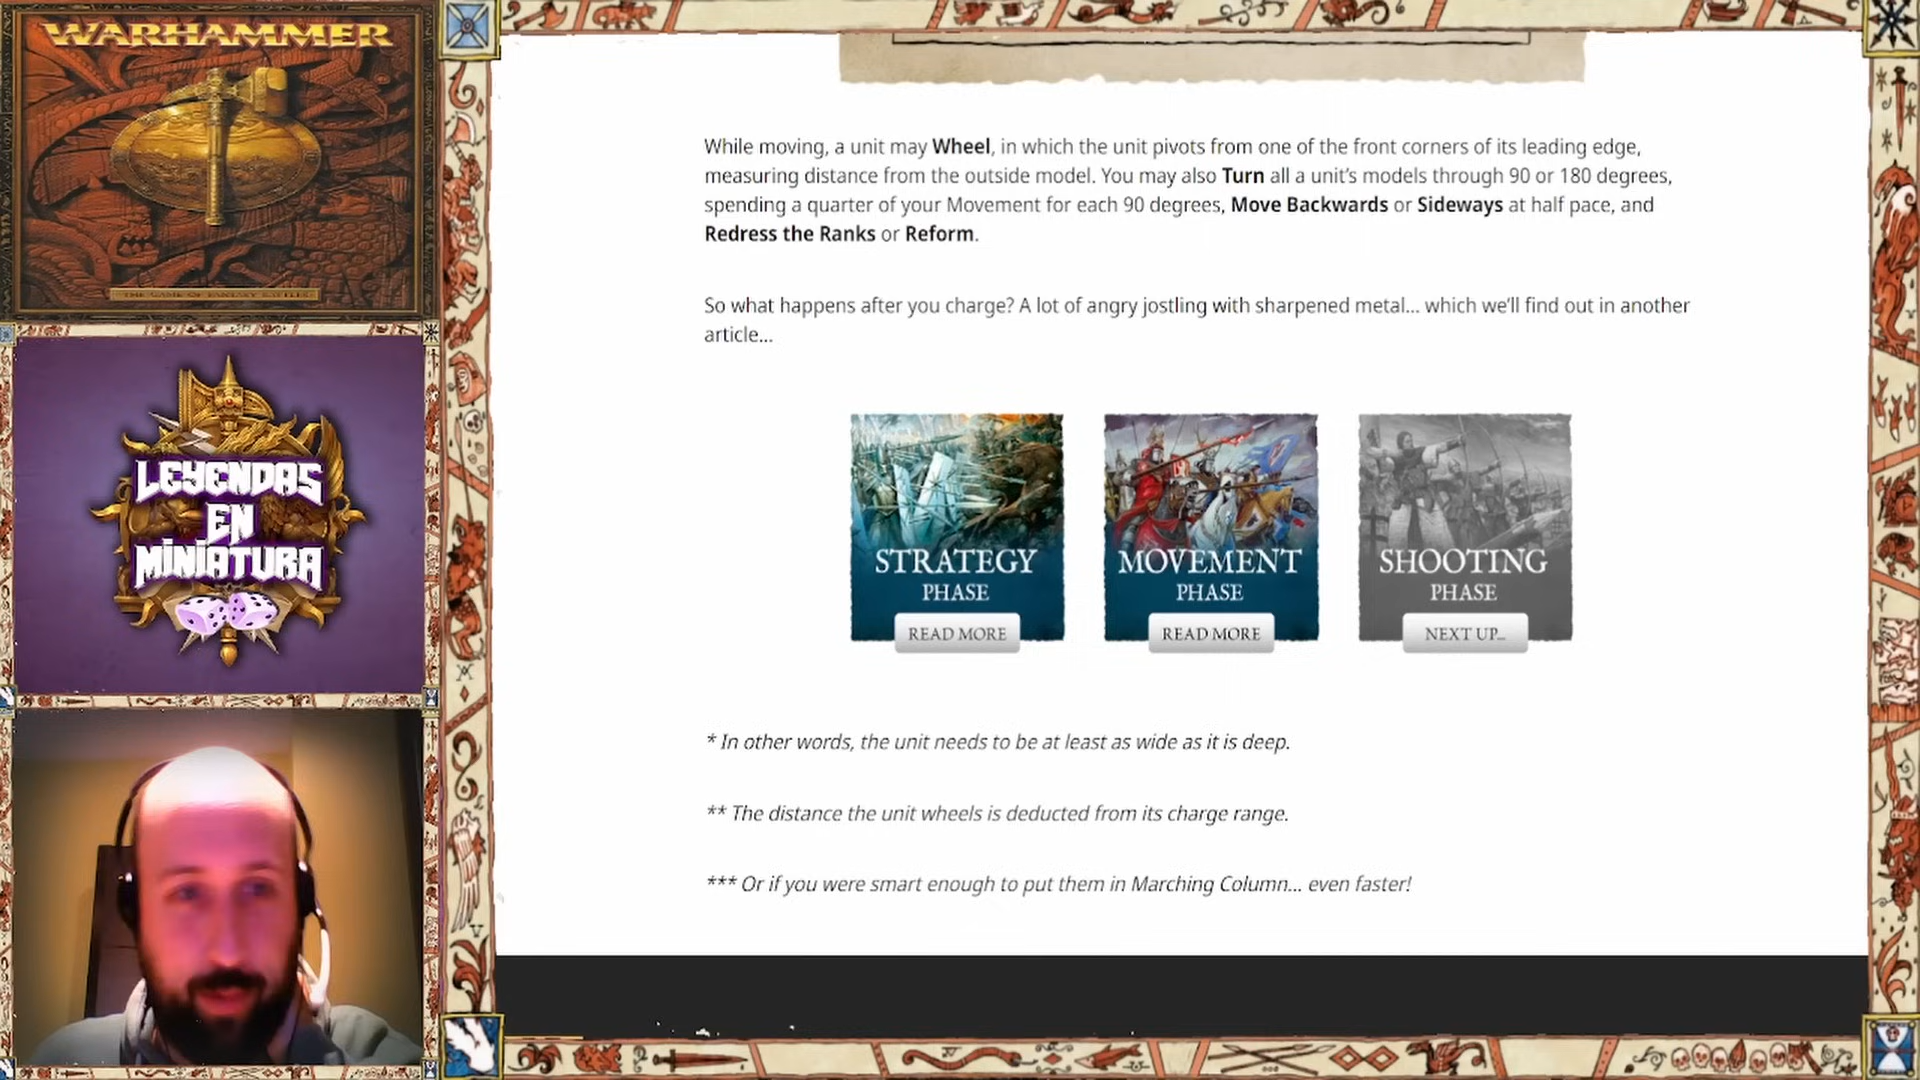 WARHAMMER
THE GAME OF FANTASY BATTLES
LEYENDAS
EN
MINIATURA
While moving, a unit may Wheel, in which the unit pivots from one of the front corners of its leading edge,
measuring distance from the outside model. You may also Turn all a unit's models through 90 or 180 degrees,
spending a quarter of your Movement for each 90 degrees, Move Backwards or Sideways at half pace, and
Redress the Ranks or Reform.
So what happens after you charge? A lot of angry jostling with sharpened metal... which we'll find out in another
article...
STRATEGY
PHASE
READ MORE
MOVEMENT
PHASE
READ MORE
SHOOTING
PHASE
NEXT UP...
* In other words, the unit needs to be at least as wide as it is deep.
** The distance the unit wheels is deducted from its charge range.
*** Or if you were smart enough to put them in Marching Column... even faster!